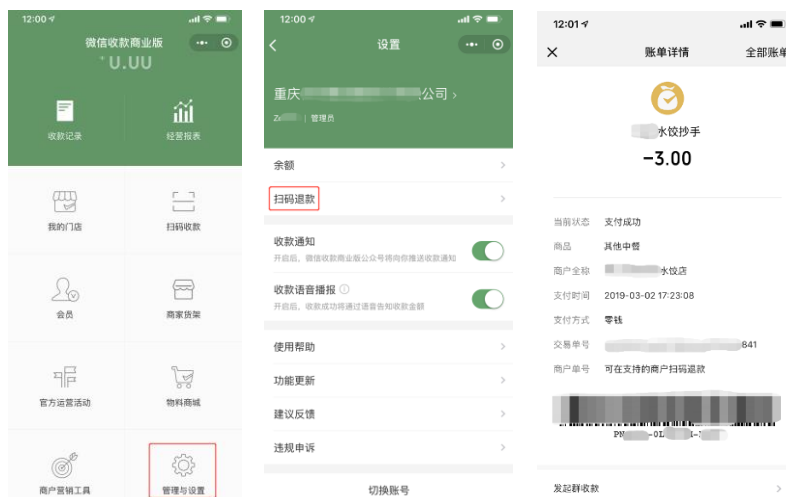 12:00
微信收款商业版
收款记录
经营报表
我的门店
扫码收款
会员
商家货架
官方运营活动
物料商城
商户营销工具
管理与设置
12:00
设置
重庆
公司
管理员
余额
扫码退款
收款通知
开启后，微信收款商业版公众号将向你推送收款通知
收款语音播报
开启后，收款成功将通过语音告知收款金额
使用帮助
功能更新
建议反馈
违规申诉
切换账号
12:01
账单详情
全部账单
水饺抄手
-3.00
当前状态 支付成功
商品 其他中餐
商户全称 水饺店
支付时间 2019-03-02 17:23:08
支付方式 零钱
交易单号 841
商户单号 可在支持的商户扫码退款
发起群收款